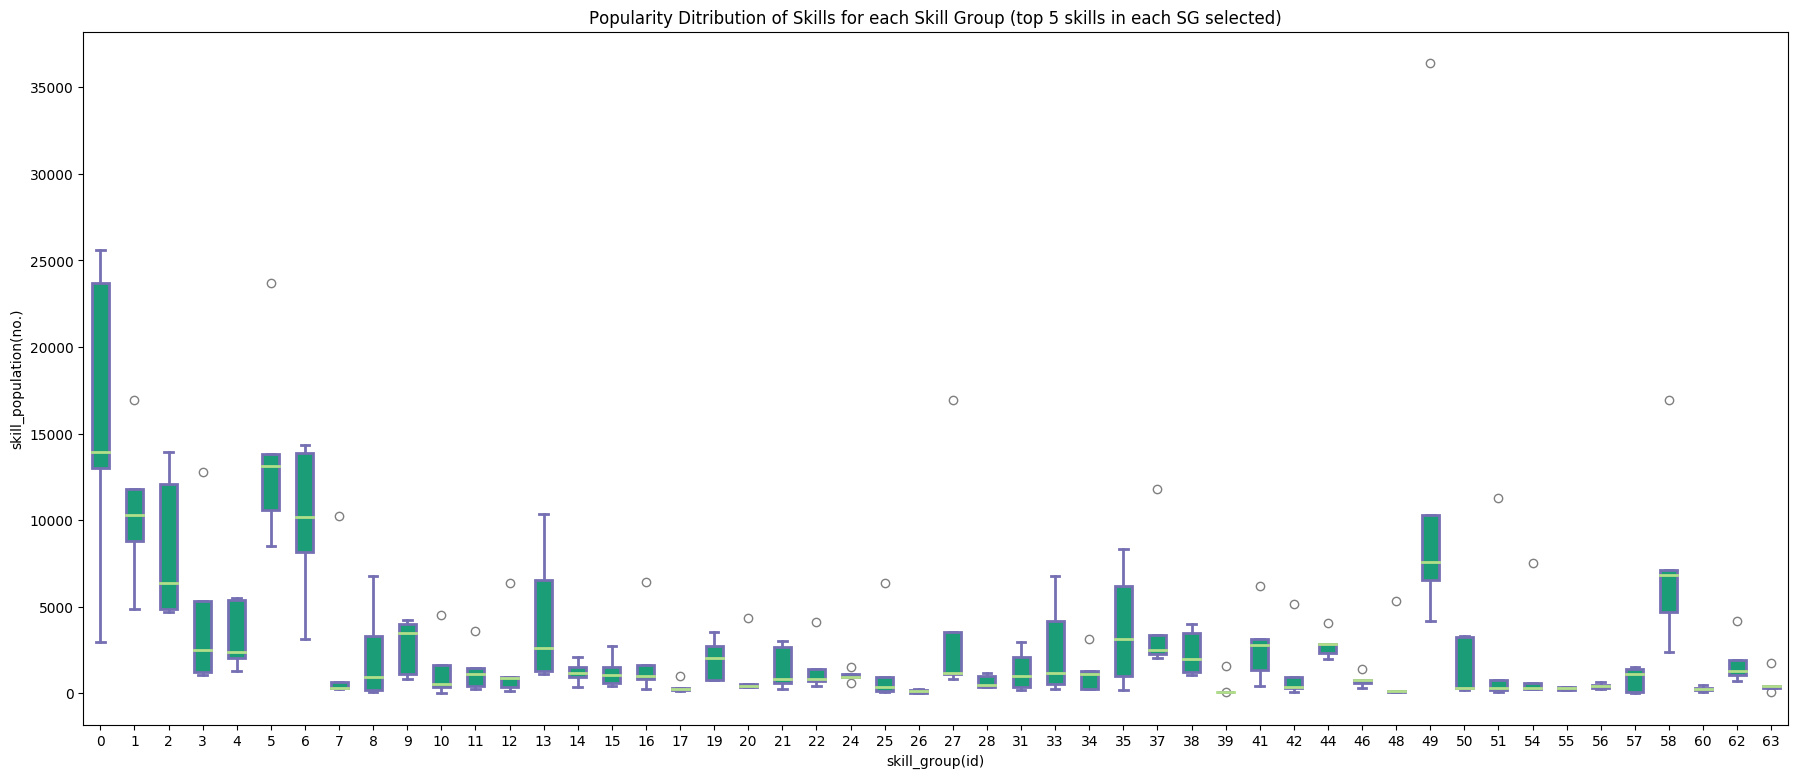 Popularity Ditribution of Skills for each Skill Group (top 5 skills in each SG selected)
35000
30000
25000
20000
15000
10000
5000
0
skill_population(no.)
0 1 2 3 4 5 6 7 8 9 10 11 12 13 14 15 16 17 19 20 21 22 24 25 26 27 28 31 33 34 35 37 38 39 41 42 44 46 48 49 50 51 54 55 56 57 58 60 62 63
skill_group(id)